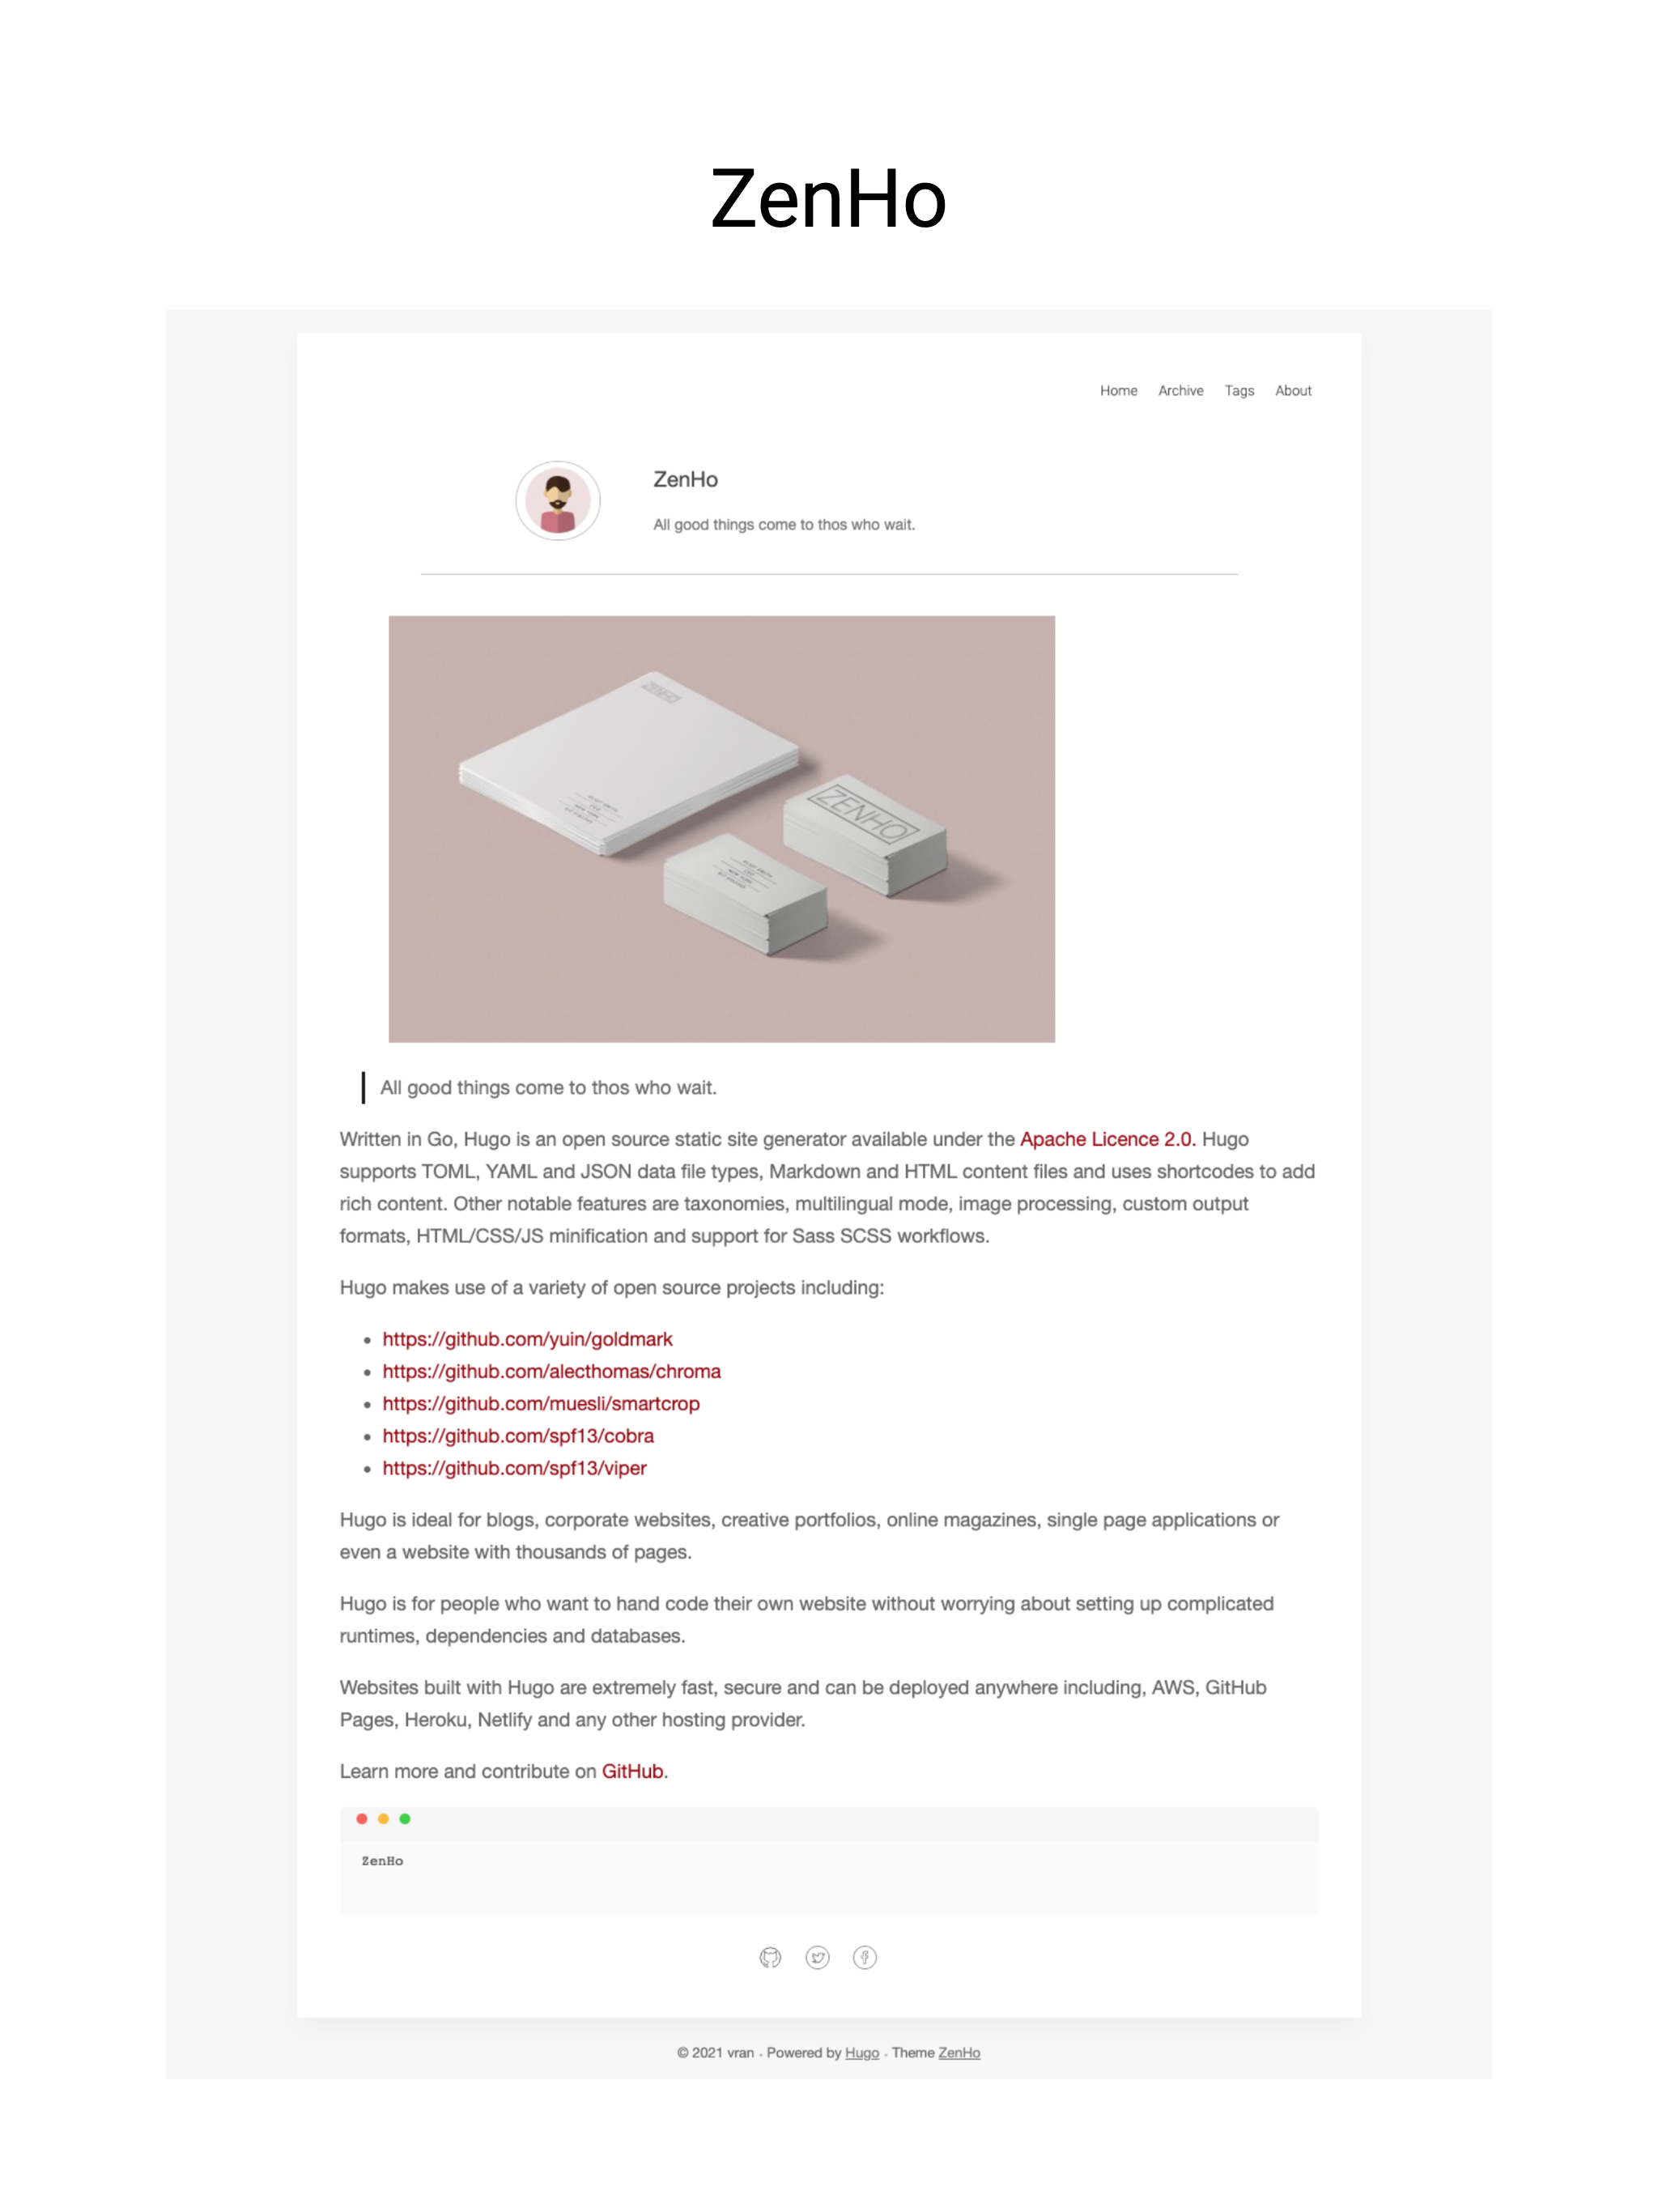 ZenHo
Home Archive Tags About
ZenHo
All good things come to thos who wait.
ZENHO
ZENHO
All good things come to thos who wait.
Written in Go, Hugo is an open source static site generator available under the Apache Licence 2.0. Hugo
supports TOML, YAML and JSON data file types, Markdown and HTML content files and uses shortcodes to add
rich content. Other notable features are taxonomies, multilingual mode, image processing, custom output
formats, HTML/CSS/JS minification and support for Sass SCSS workflows.
Hugo makes use of a variety of open source projects including:
https://github.com/yuin/goldmark
https://github.com/alecthomas/chroma
https://github.com/muesli/smartcrop
https://github.com/spf13/cobra
https://github.com/spf13/viper
Hugo is ideal for blogs, corporate websites, creative portfolios, online magazines, single page applications or
even a website with thousands of pages.
Hugo is for people who want to hand code their own website without worrying about setting up complicated
runtimes, dependencies and databases.
Websites built with Hugo are extremely fast, secure and can be deployed anywhere including, AWS, GitHub
Pages, Heroku, Netlify and any other hosting provider.
Learn more and contribute on GitHub.
ZenHo
© 2021 vran • Powered by Hugo • Theme ZenHo